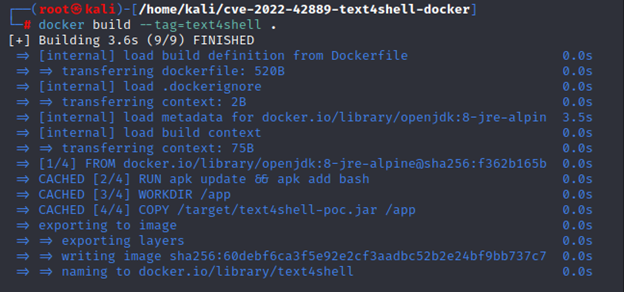 (root㉿kali)-[/home/kali/cve-2022-42889-text4shell-docker]
# docker build --tag=text4shell .
[+] Building 3.6s (9/9) FINISHED
=> [internal] load build definition from Dockerfile 0.0s
=> => transferring dockerfile: 520B 0.0s
=> [internal] load .dockerignore 0.0s
=> => transferring context: 2B 0.0s
=> [internal] load metadata for docker.io/library/openjdk:8-jre-alpin 3.5s
=> [internal] load build context 0.0s
=> => transferring context: 75B 0.0s
=> [1/4] FROM docker.io/library/openjdk:8-jre-alpine@sha256:f362b165b 0.0s
=> CACHED [2/4] RUN apk update && apk add bash 0.0s
=> CACHED [3/4] WORKDIR /app 0.0s
=> CACHED [4/4] COPY /target/text4shell-poc.jar /app 0.0s
=> exporting to image 0.0s
=> => exporting layers 0.0s
=> => writing image sha256:60debf6ca3f5e92e2cf3aadbc52b2e24bf9bb737c7 0.0s
=> => naming to docker.io/library/text4shell 0.0s